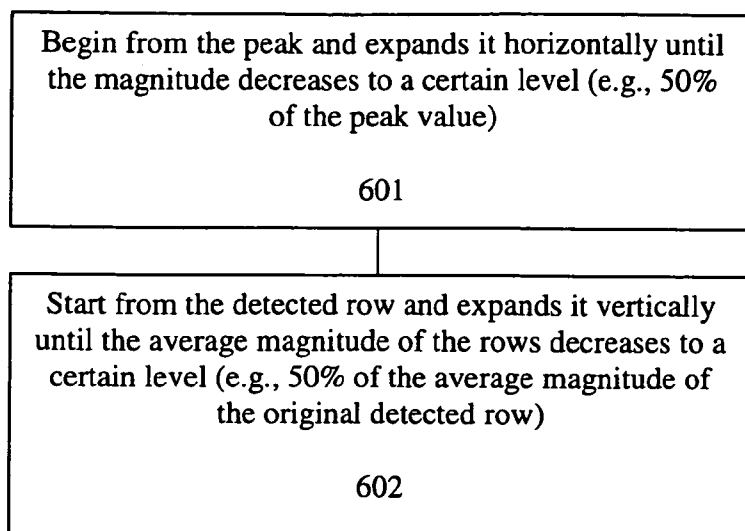 Begin from the peak and expands it horizontally until
the magnitude decreases to a certain level (e.g., 50%
of the peak value)
601
Start from the detected row and expands it vertically
until the average magnitude of the rows decreases to a
certain level (e.g., 50% of the average magnitude of
the original detected row)
602